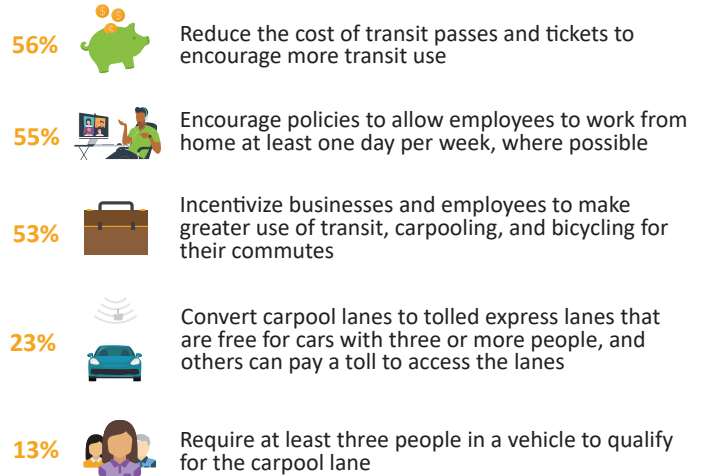 56%
Reduce the cost of transit passes and tickets to
encourage more transit use
55%
Encourage policies to allow employees to work from
home at least one day per week, where possible
53%
Incentivize businesses and employees to make
greater use of transit, carpooling, and bicycling for
their commutes
23%
Convert carpool lanes to tolled express lanes that
are free for cars with three or more people, and
others can pay a toll to access the lanes
13%
Require at least three people in a vehicle to qualify
for the carpool lane